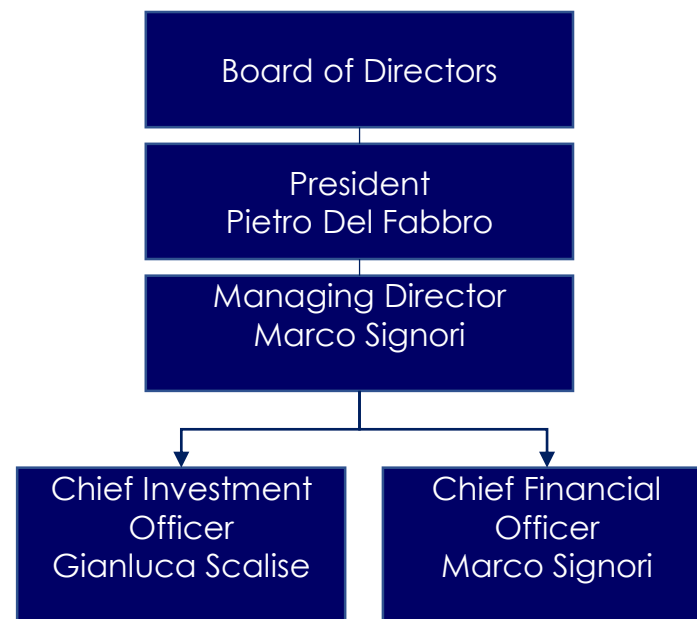 Board of Directors
President
Pietro Del Fabbro
Managing Director
Marco Signori
Chief Investment
Officer
Gianluca Scalise
Chief Financial
Officer
Marco Signori